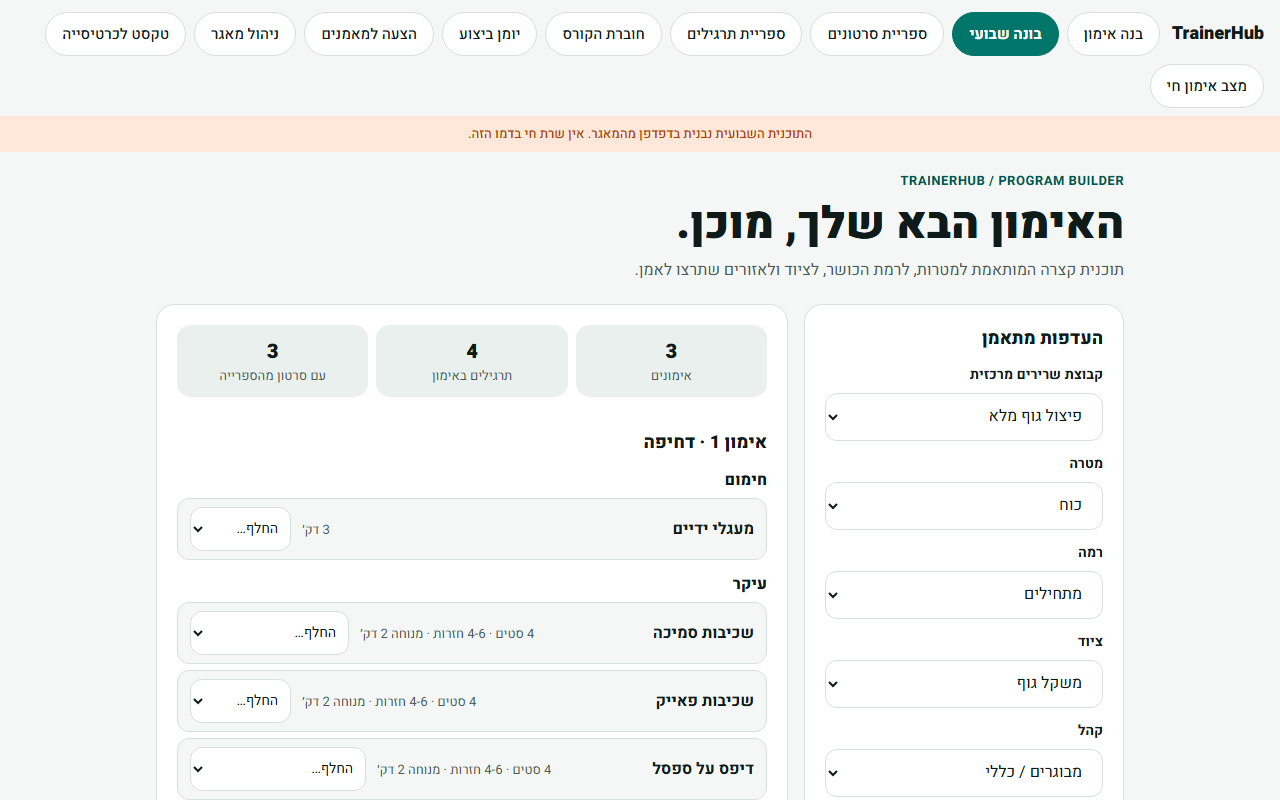 TrainerHub
בנה אימון
בונה שבועי
ספריית סרטונים
ספריית תרגילים
חוברת הקורס
יומן ביצוע
הצעה למאמנים
ניהול מאגר
טקסט לכרטיסייה
מצב אימון חי
התוכנית השבועית נבנית בדפדפן מהמאגר. אין שרת חי בדמו הזה.
TRAINERHUB / PROGRAM BUILDER
האימון הבא שלך, מוכן.
תוכנית קצרה המותאמת למטרות, לרמת הכושר, לציוד ולאזורים שתרצו לאמן.
העדפות מתאמן
קבוצת שרירים מרכזית
פיצול גוף מלא
מטרה
כוח
רמה
מתחילים
ציוד
משקל גוף
קהל
מבוגרים / כללי
3
אימונים
4
תרגילים באימון
3
עם סרטון מהספרייה
אימון 1 · דחיפה
חימום
מעגלי ידיים
3 דק׳
החלף...
עיקר
שכיבות סמיכה
4 סטים · 4-6 חזרות · מנוחה 2 דק׳
החלף...
שכיבות פאייק
4 סטים · 4-6 חזרות · מנוחה 2 דק׳
החלף...
דיפס על ספסל
4 סטים · 4-6 חזרות · מנוחה 2 דק׳
החלף...